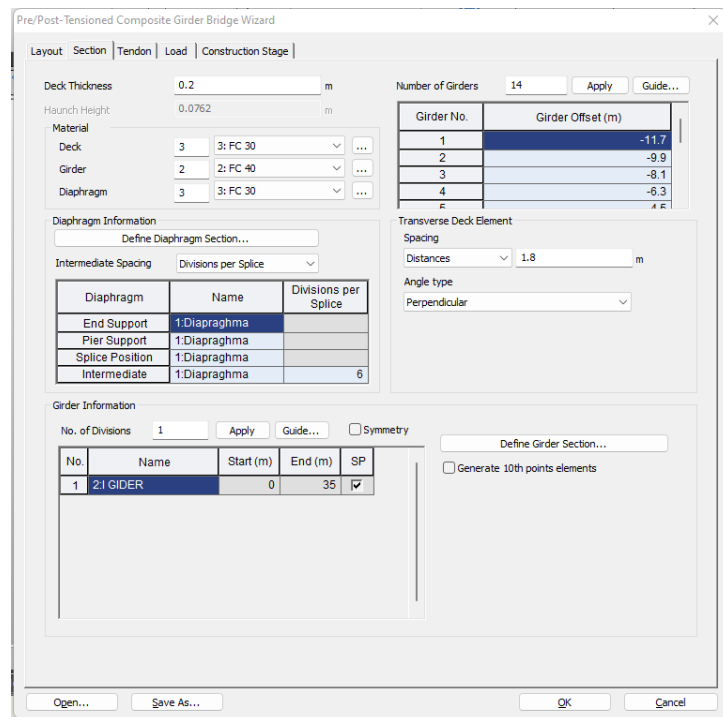 Pre/Post-Tensioned Composite Girder Bridge Wizard
Layout Section Tendon Load Construction Stage
Deck Thickness 0.2 m
Haunch Height 0.0762 m
Material
Deck 3 3: FC 30 ...
Girder 2 2: FC 40 ...
Diaphragm 3 3: FC 30 ...
Number of Girders 14 Apply Guide...
Girder No. Girder Offset (m)
1 -11.7
2 -9.9
3 -8.1
4 -6.3
Diaphragm Information
Define Diaphragm Section...
Intermediate Spacing Divisions per Splice
Diaphragm Name Divisions per
Splice
End Support 1:Diapraghma
Pier Support 1:Diapraghma
Splice Position 1:Diapraghma
Intermediate 1:Diapraghma 6
Transverse Deck Element
Spacing
Distances 1.8 m
Angle type
Perpendicular
Girder Information
No. of Divisions 1 Apply Guide... Symmetry
No. Name Start (m) End (m) SP
1 2:I GIDER 0 35
Define Girder Section...
Generate 10th points elements
Open... Save As... OK Cancel